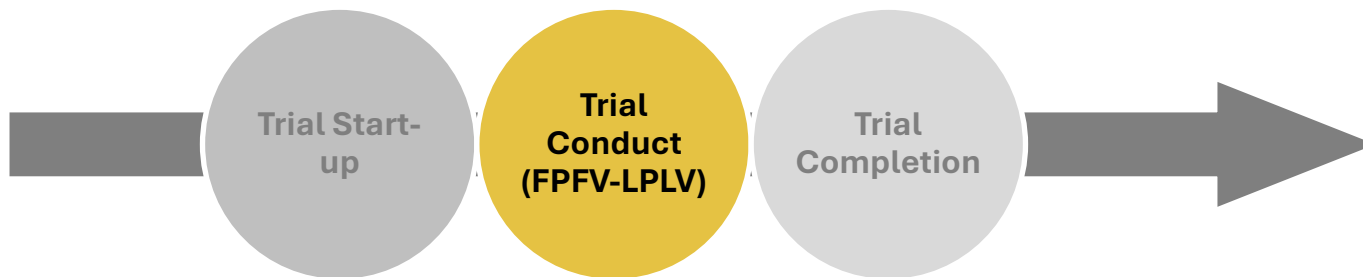 Trial Start-
up
Trial
Conduct
(FPFV-LPLV)
Trial
Completion